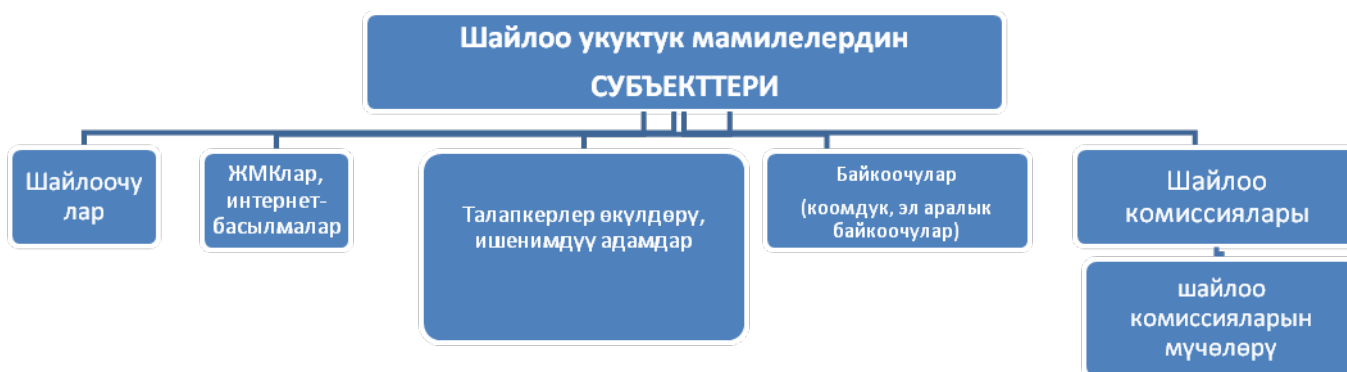 Шайлоо укуктук мамилелердин
СУБЪЕКТТЕРИ
Шайлоочу
лар
ЖМКлар,
интернет-
басылмалар
Талапкерлер өкүлдөрү,
ишенимдүү адамдар
Байкоочулар
(коомдук, эл аралык
байкоочулар)
Шайлоо
комиссиялары
шайлоо
комиссияларын
мүчөлөрү